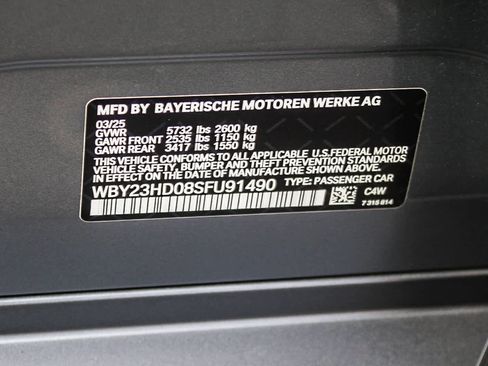 MFD BY BAYERISCHE MOTOREN WERKE AG
03/25
GVWR 5732 lbs 2600 kg
GAWR FRONT 2535 lbs 1150 kg
GAWR REAR 3417 lbs 1550 kg
THIS VEHICLE CONFORMS TO ALL APPLICABLE U.S.FEDERAL MOTOR
VEHICLE SAFETY, BUMPER AND THEFT PREVENTION STANDARDS
IN EFFECT ON THE DATE OF MANUFACTURE SHOWN ABOVE.
WBY23HD08SFU91490 TYPE: PASSENGER CAR
C4W
7 315 814